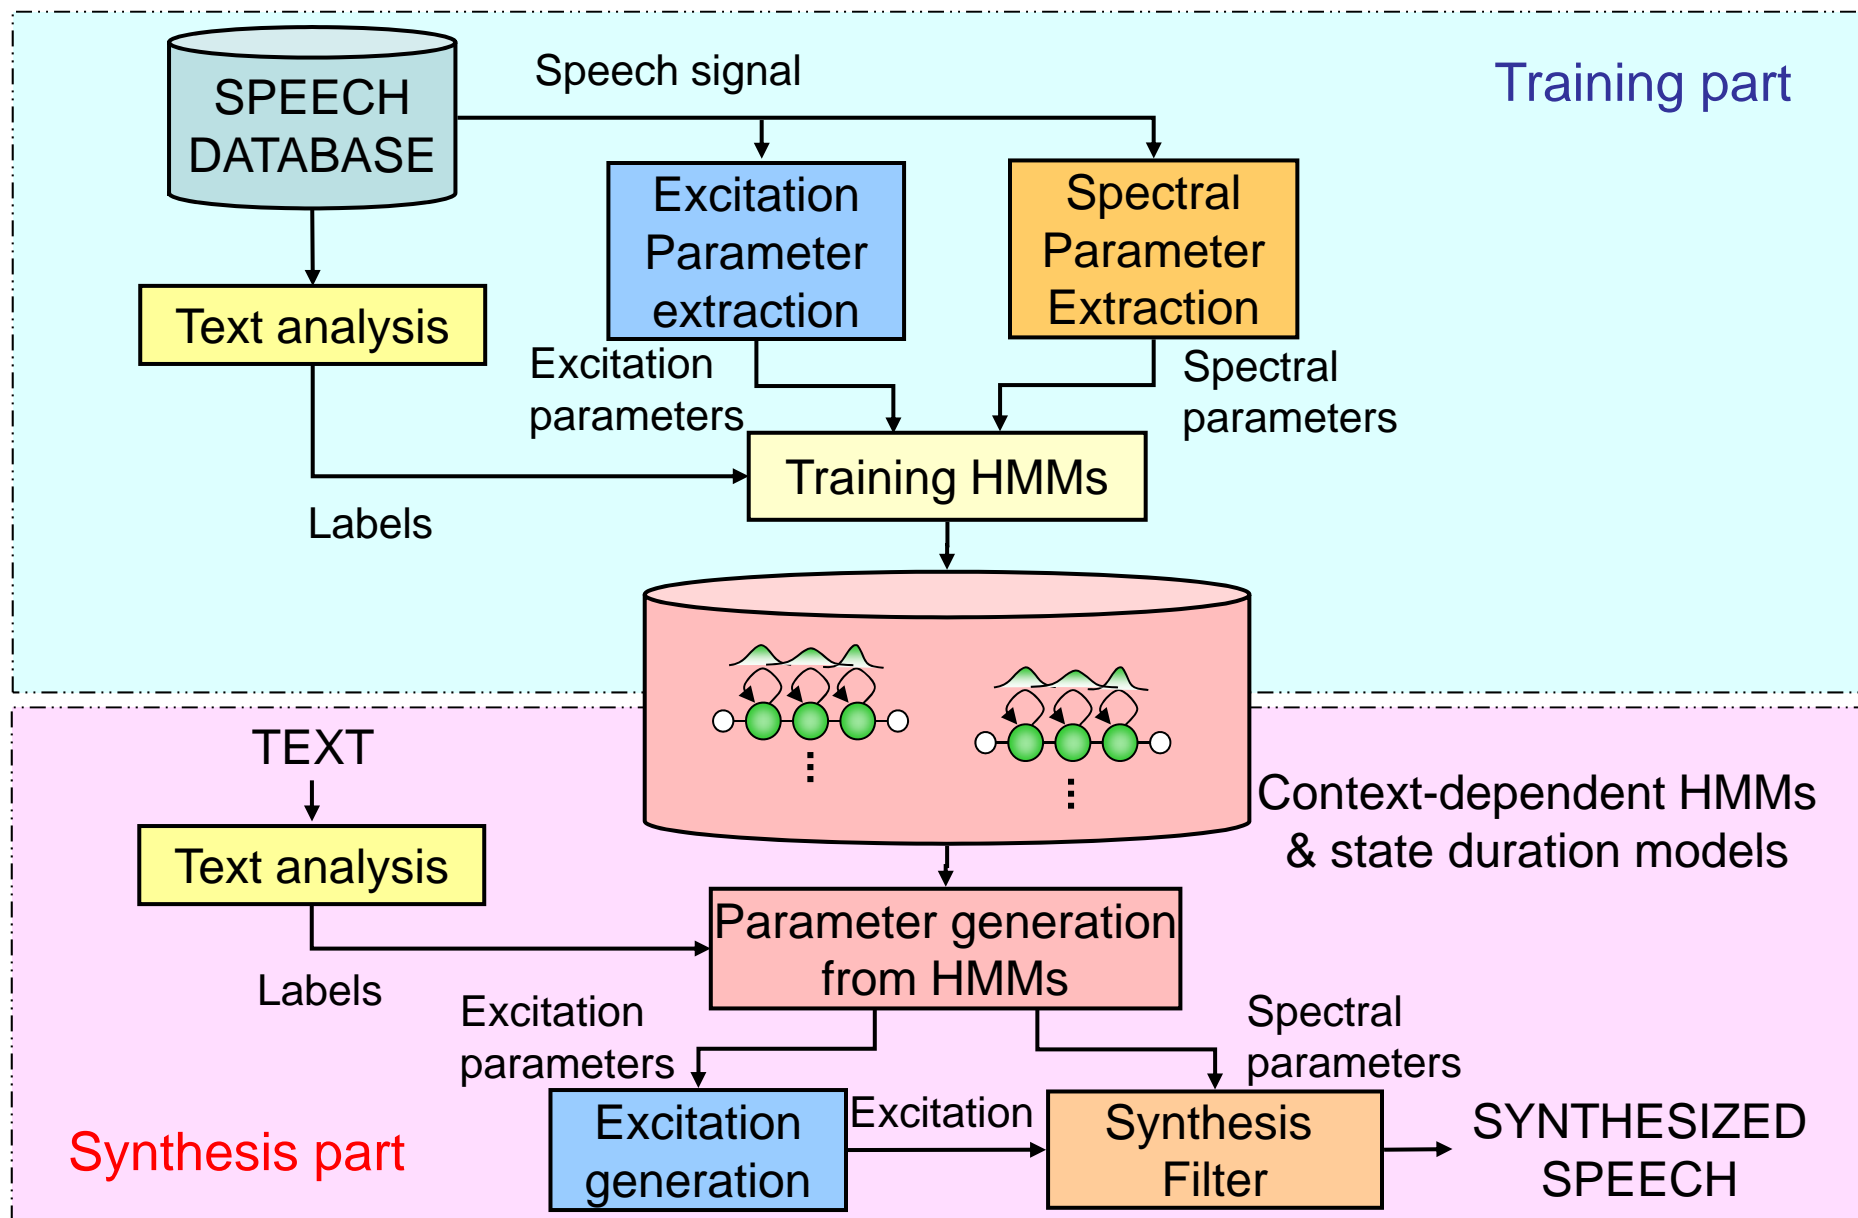 Speech signal
Training part
SPEECH
DATABASE
Excitation
Parameter
extraction
Spectral
Parameter
Extraction
Text analysis
Excitation
parameters
Spectral
parameters
Training HMMs
Labels
TEXT
Context-dependent HMMs
& state duration models
Text analysis
Parameter generation
from HMMs
Labels
Excitation
parameters
Spectral
parameters
Excitation
generation
Excitation
Synthesis
Filter
SYNTHESIZED
SPEECH
Synthesis part